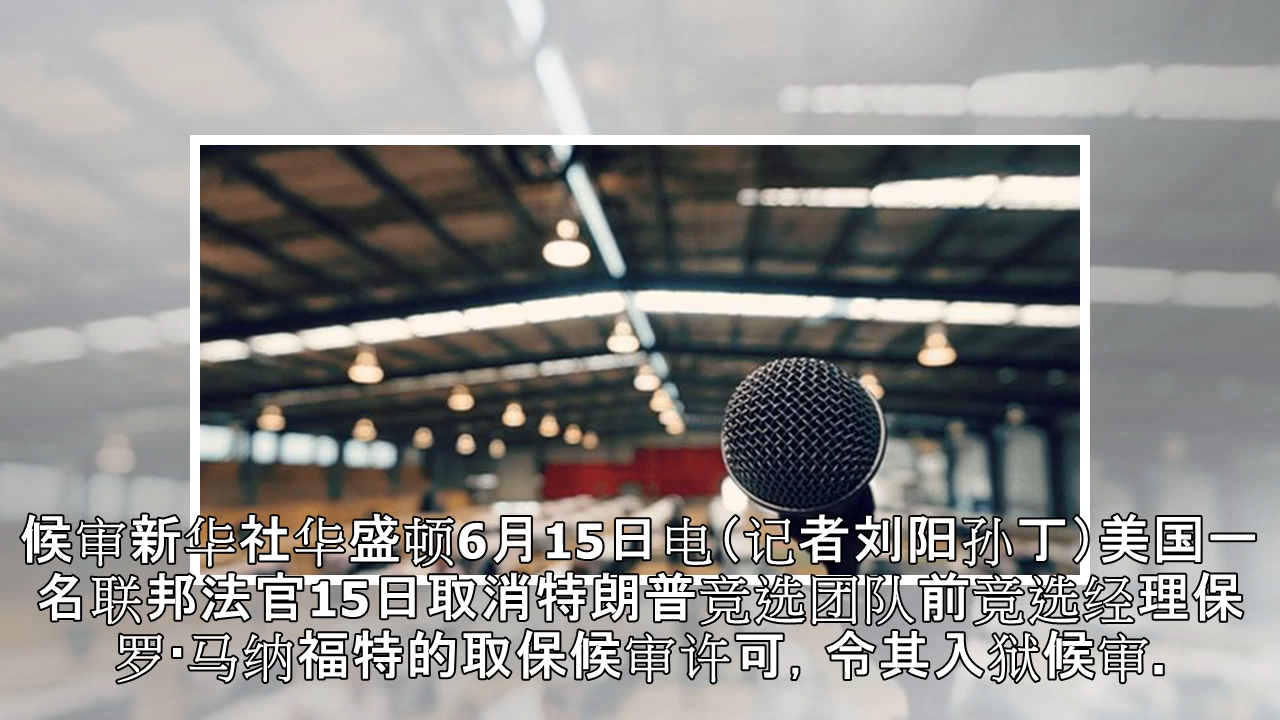 候审新华社华盛顿6月15日电(记者刘阳孙丁)美国一
名联邦法官15日取消特朗普竞选团队前竞选经理保
罗·马纳福特的取保候审许可, 令其入狱候审.